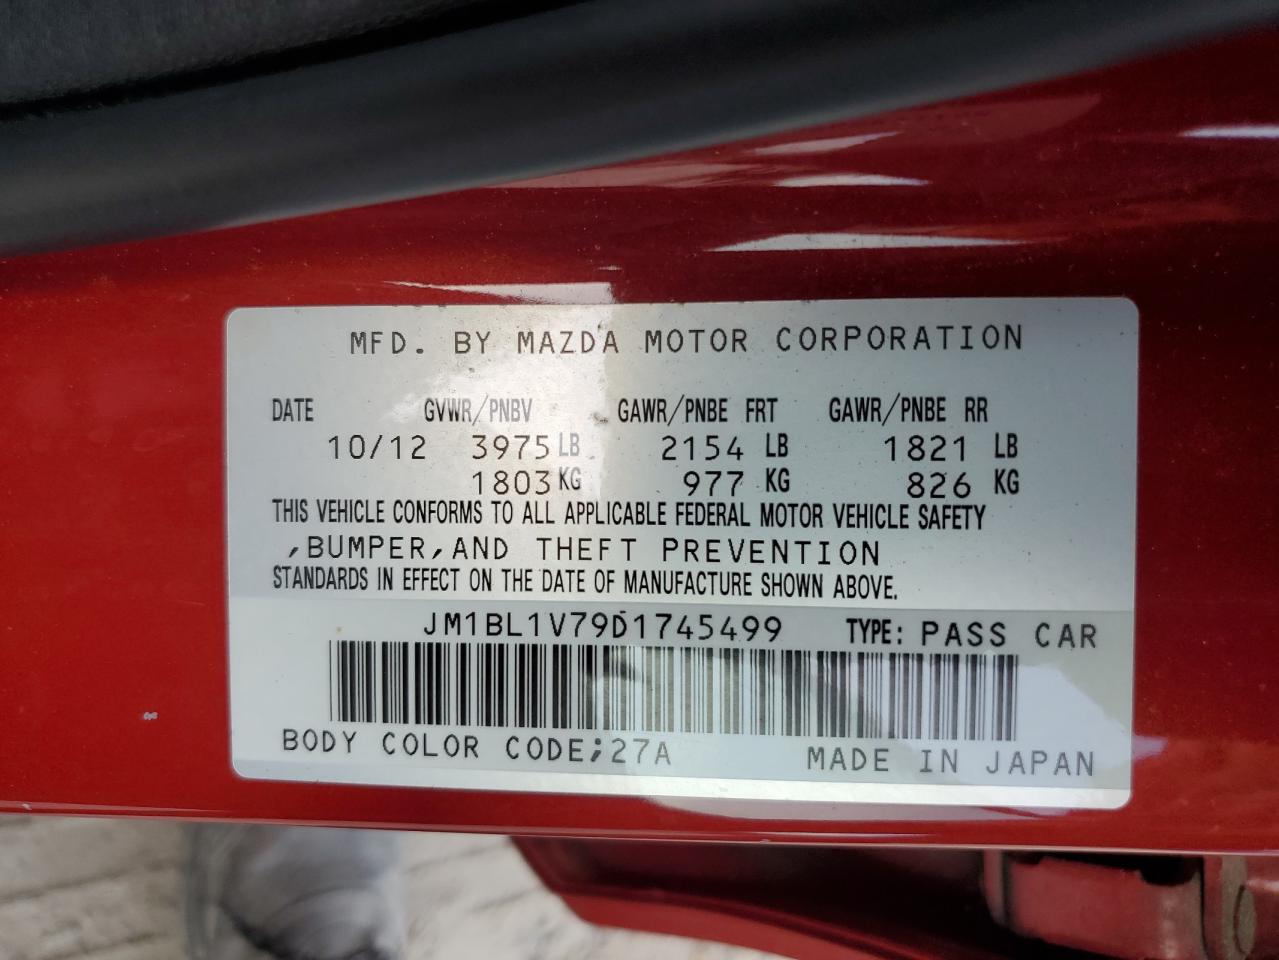 MFD. BY MAZDA MOTOR CORPORATION
DATE GVWR/PNBV GAWR/PNBE FRT GAWR/PNBE RR
10/12 3975 LB 2154 LB 1821 LB
1803 KG 977 KG 826 KG
THIS VEHICLE CONFORMS TO ALL APPLICABLE FEDERAL MOTOR VEHICLE SAFETY
,BUMPER,AND THEFT PREVENTION
STANDARDS IN EFFECT ON THE DATE OF MANUFACTURE SHOWN ABOVE.
JM1BL1V79D1745499 TYPE: PASS CAR
BODY COLOR CODE;27A MADE IN JAPAN